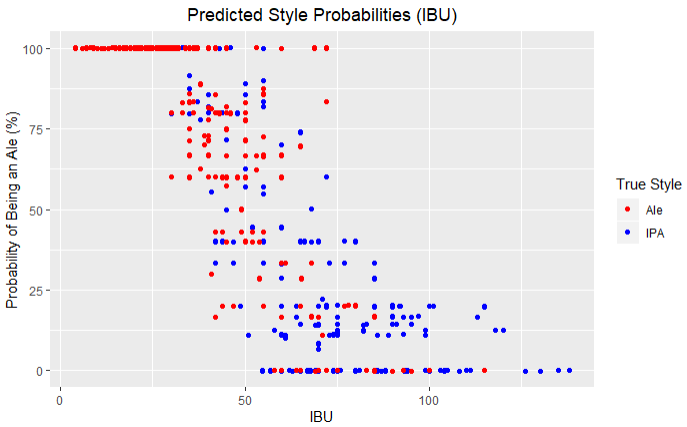 Predicted Style Probabilities (IBU)
Probability of Being an Ale (%)
100
75
50
25
0
0
50
100
IBU
True Style
Ale
IPA